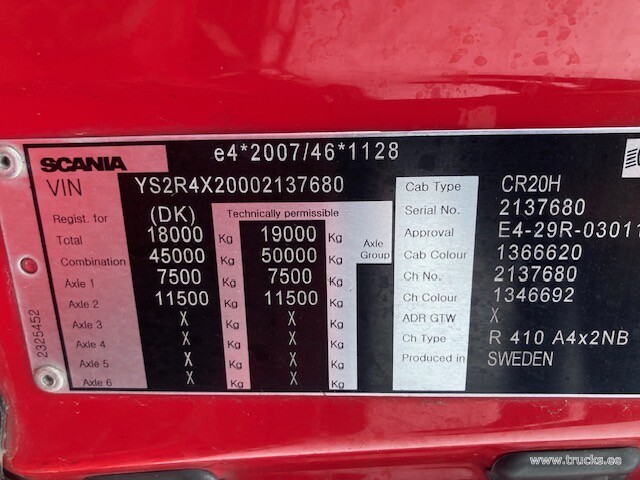 SCANIA e4*2007/46*1128
VIN YS2R4X20002137680
Regist. for (DK) Technically permissible
Total 18000 Kg 19000 Kg
Combination 45000 Kg 50000 Kg
Axle 1 7500 Kg 7500 Kg
Axle 2 11500 Kg 11500 Kg
Axle 3 X Kg X Kg
Axle 4 X Kg X Kg
Axle 5 X Kg X Kg
Axle 6 X Kg X Kg
Axle
Group
Cab Type CR20H
Serial No. 2137680
Approval E4-29R-03011
Cab Colour 1366620
Ch No. 2137680
Ch Colour 1346692
ADR GTW X
Ch Type R 410 A4x2NB
Produced in SWEDEN
2325452
www.trucks.ee